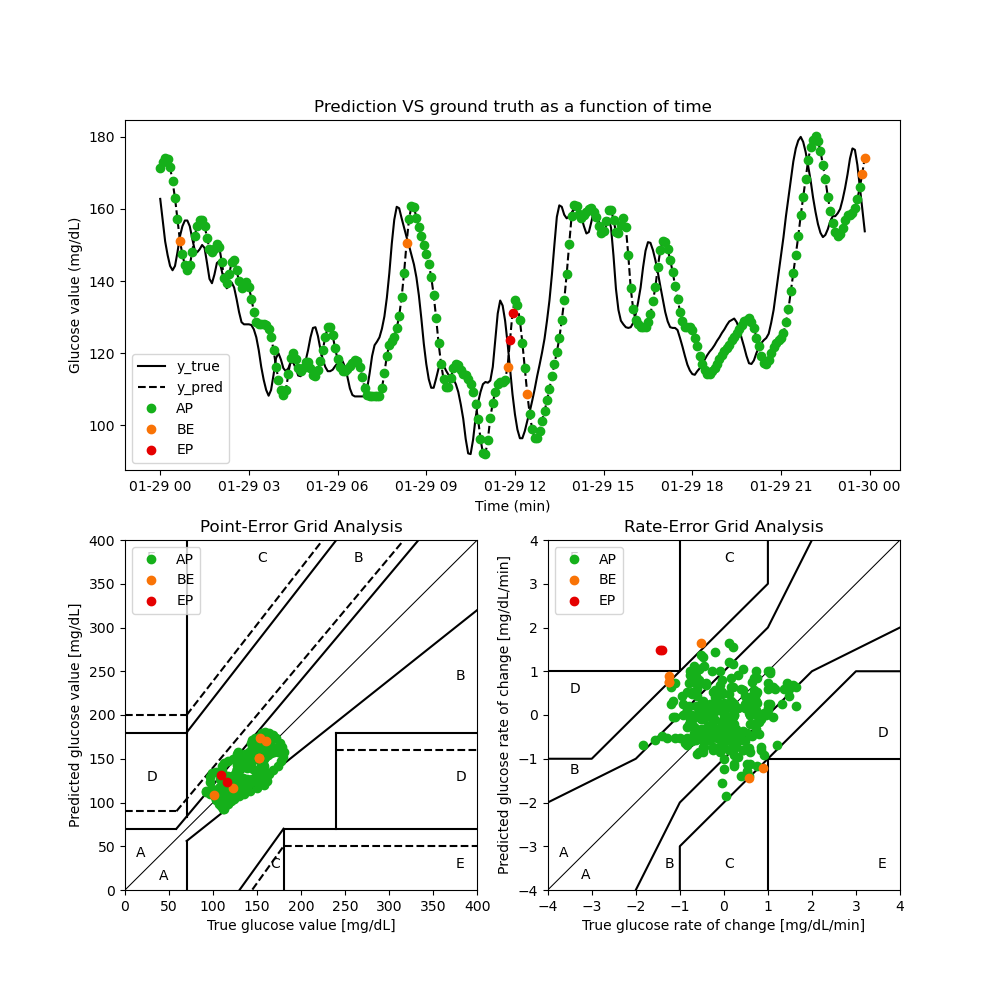 Prediction VS ground truth as a function of time
Glucose value (mg/dL)
180
160
140
120
100
y_true
y_pred
AP
BE
EP
01-29 00 01-29 03 01-29 06 01-29 09 01-29 12 01-29 15 01-29 18 01-29 21 01-30 00
Time (min)
Point-Error Grid Analysis
Predicted glucose value [mg/dL]
400
350
300
250
200
150
100
50
0
AP
BE
EP
C
B
B
D
D
A
A
C
E
0 50 100 150 200 250 300 350 400
True glucose value [mg/dL]
Rate-Error Grid Analysis
Predicted glucose rate of change [mg/dL/min]
4
3
2
1
0
−1
−2
−3
−4
AP
BE
EP
C
D
D
B
A
A
B
C
E
−4 −3 −2 −1 0 1 2 3 4
True glucose rate of change [mg/dL/min]